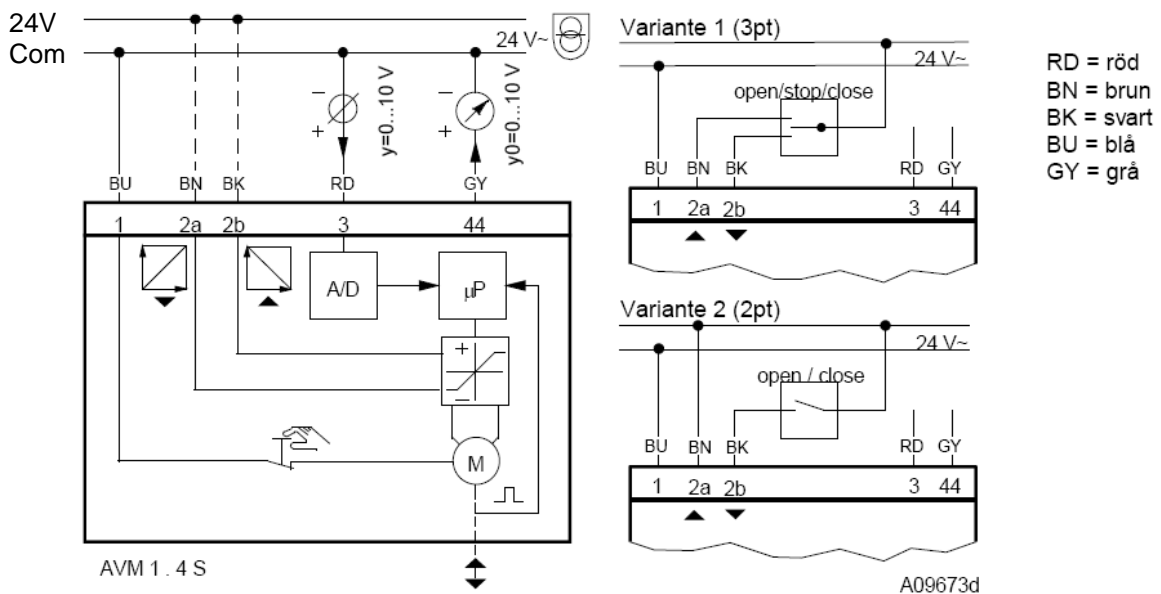 24V
Com
24 V~
y=0...10 V
y0=0...10 V
BU BN BK RD GY
1 2a 2b 3 44
A/D
µP
+
−
M
AVM 1 . 4 S
Variante 1 (3pt)
24 V~
open/stop/close
BU BN BK RD GY
1 2a 2b 3 44
Variante 2 (2pt)
24 V~
open / close
BU BN BK RD GY
1 2a 2b 3 44
A09673d
RD = röd
BN = brun
BK = svart
BU = blå
GY = grå